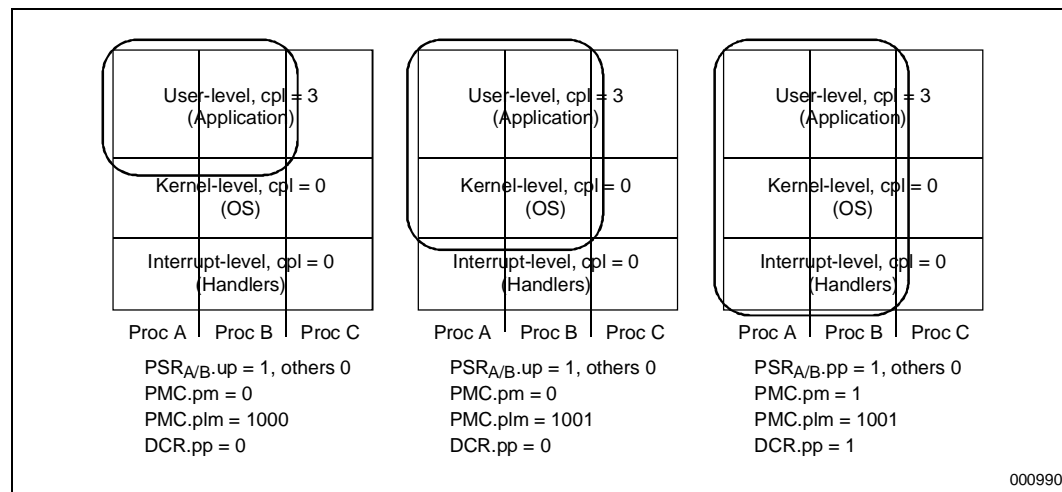 User-level, cpl = 3
(Application)
Kernel-level, cpl = 0
(OS)
Interrupt-level, cpl = 0
(Handlers)
Proc A Proc B Proc C
PSRA/B.up = 1, others 0
PMC.pm = 0
PMC.plm = 1000
DCR.pp = 0
User-level, cpl = 3
(Application)
Kernel-level, cpl = 0
(OS)
Interrupt-level, cpl = 0
(Handlers)
Proc A Proc B Proc C
PSRA/B.up = 1, others 0
PMC.pm = 0
PMC.plm = 1001
DCR.pp = 0
User-level, cpl = 3
(Application)
Kernel-level, cpl = 0
(OS)
Interrupt-level, cpl = 0
(Handlers)
Proc A Proc B Proc C
PSRA/B.pp = 1, others 0
PMC.pm = 1
PMC.plm = 1001
DCR.pp = 1
000990